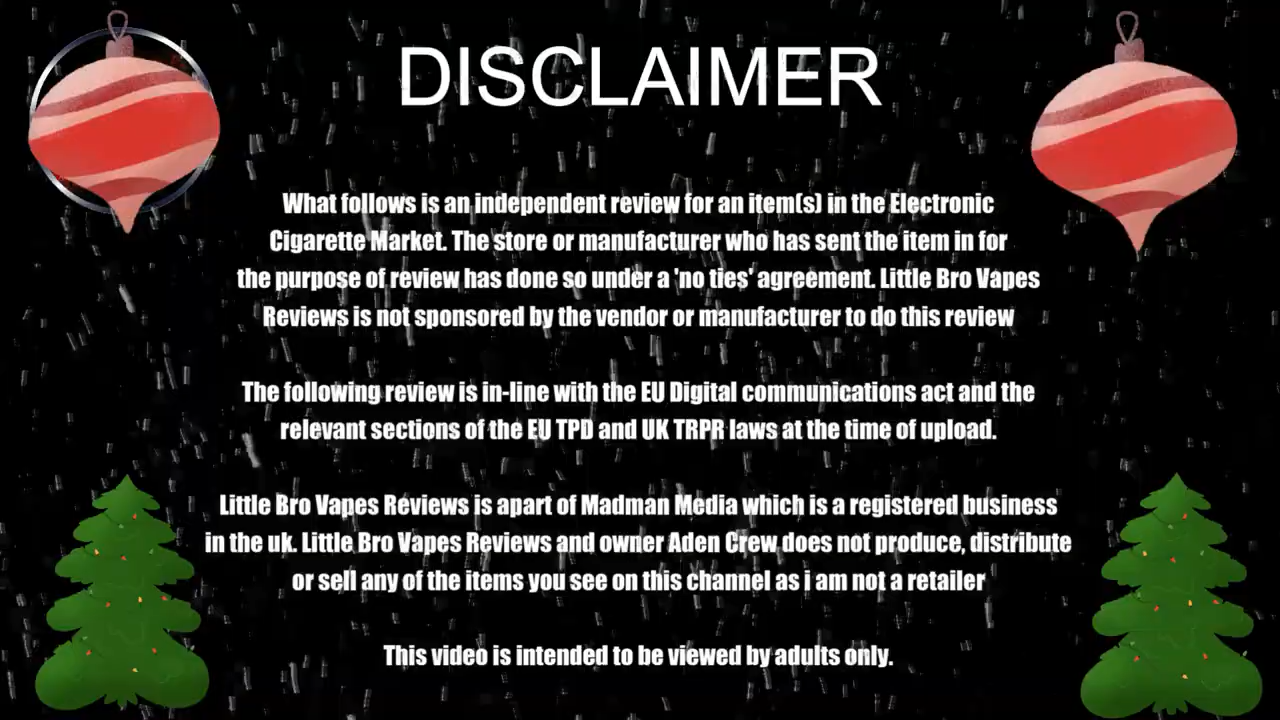 DISCLAIMER
What follows is an independent review for an item(s) in the Electronic
Cigarette Market. The store or manufacturer who has sent the item in for
the purpose of review has done so under a 'no ties' agreement. Little Bro Vapes
Reviews is not sponsored by the vendor or manufacturer to do this review
The following review is in-line with the EU Digital communications act and the
relevant sections of the EU TPD and UK TRPR laws at the time of upload.
Little Bro Vapes Reviews is apart of Madman Media which is a registered business
in the uk. Little Bro Vapes Reviews and owner Aden Crew does not produce, distribute
or sell any of the items you see on this channel as i am not a retailer
This video is intended to be viewed by adults only.